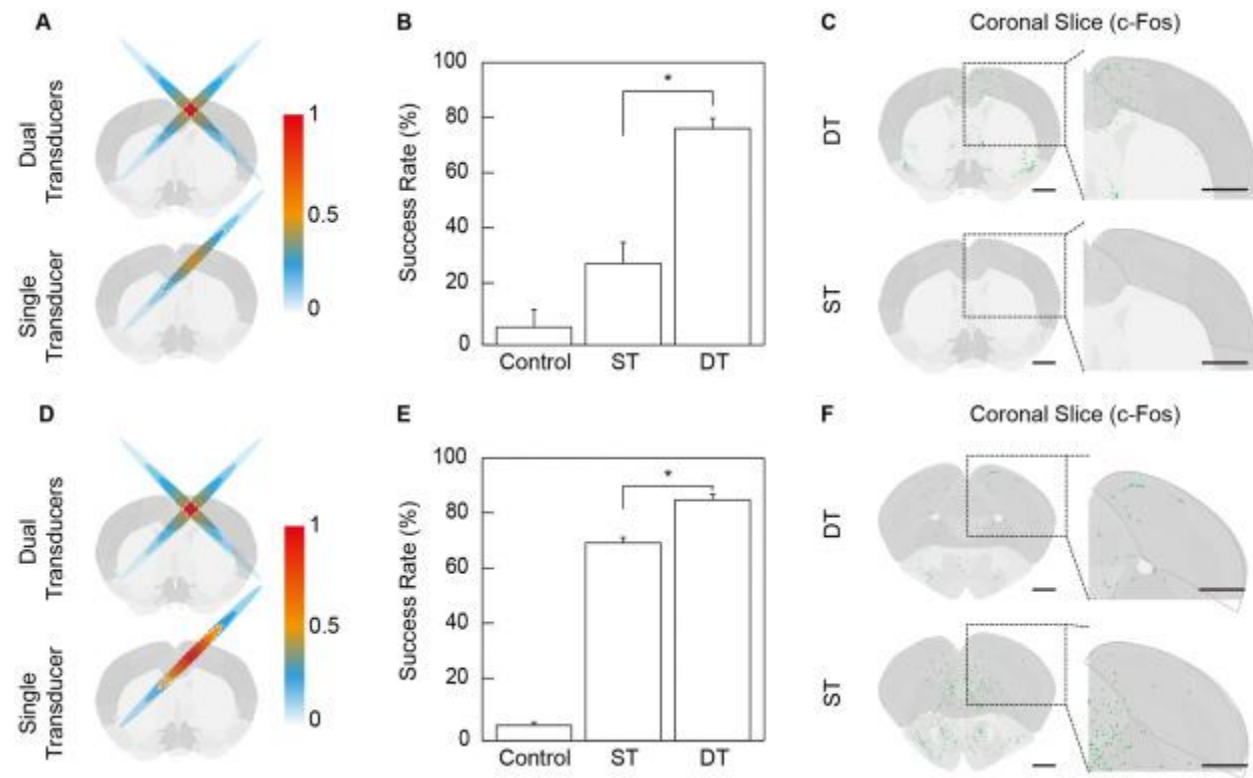 A
Dual
Transducers
Single
Transducer
1
0.5
0
B
Success Rate (%)
100
80
60
40
20
0
*
Control ST DT
C
Coronal Slice (c-Fos)
DT
ST
D
Dual
Transducers
Single
Transducer
1
0.5
0
E
Success Rate (%)
100
80
60
40
20
0
*
Control ST DT
F
Coronal Slice (c-Fos)
DT
ST